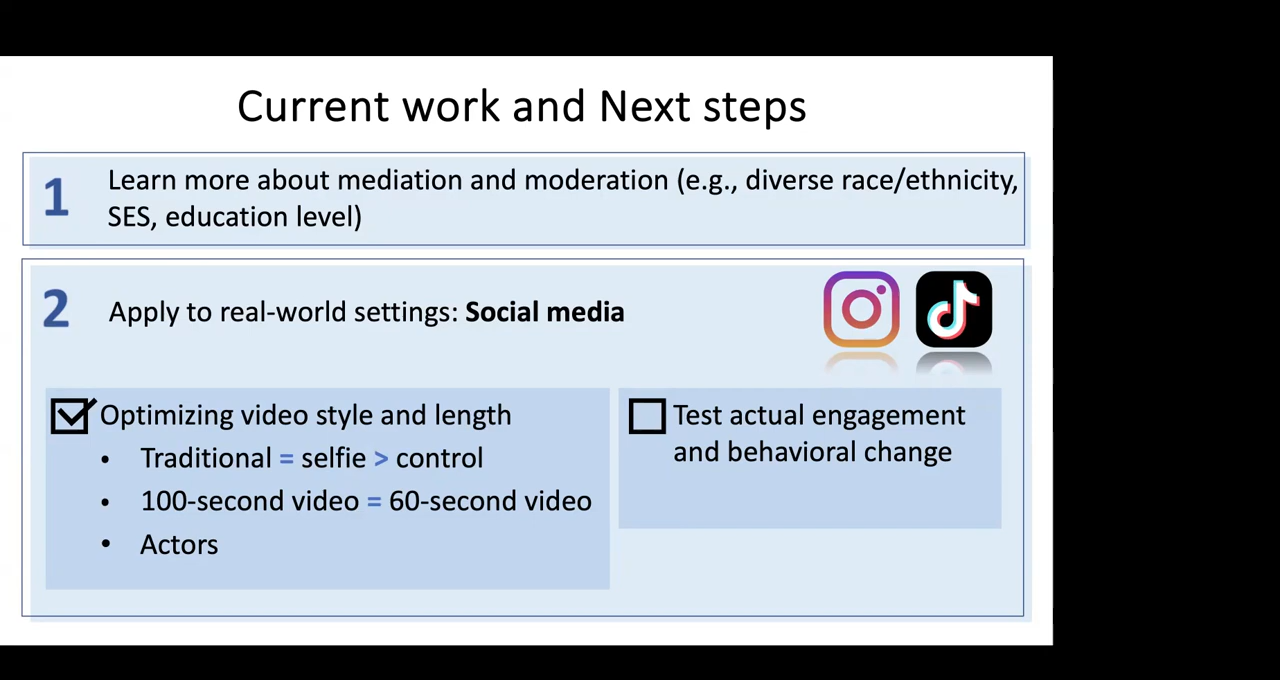 Current work and Next steps
1
Learn more about mediation and moderation (e.g., diverse race/ethnicity,
SES, education level)
2
Apply to real-world settings: Social media
Optimizing video style and length
• Traditional = selfie > control
• 100-second video = 60-second video
• Actors
Test actual engagement
and behavioral change